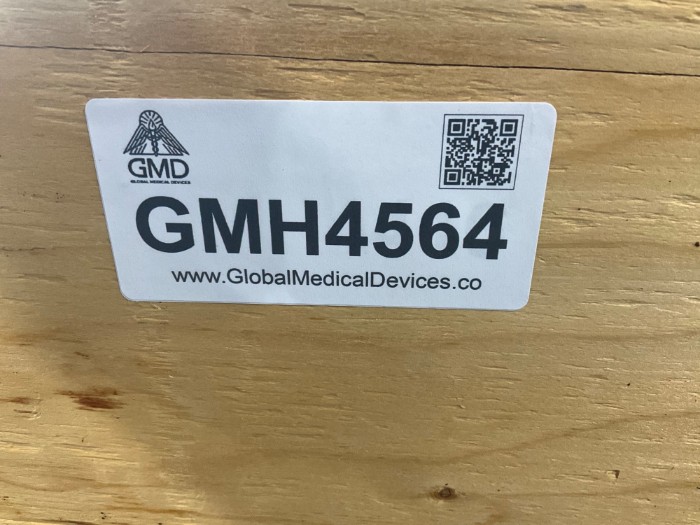 GMD
GLOBAL MEDICAL DEVICES
GMH4564
www.GlobalMedicalDevices.co